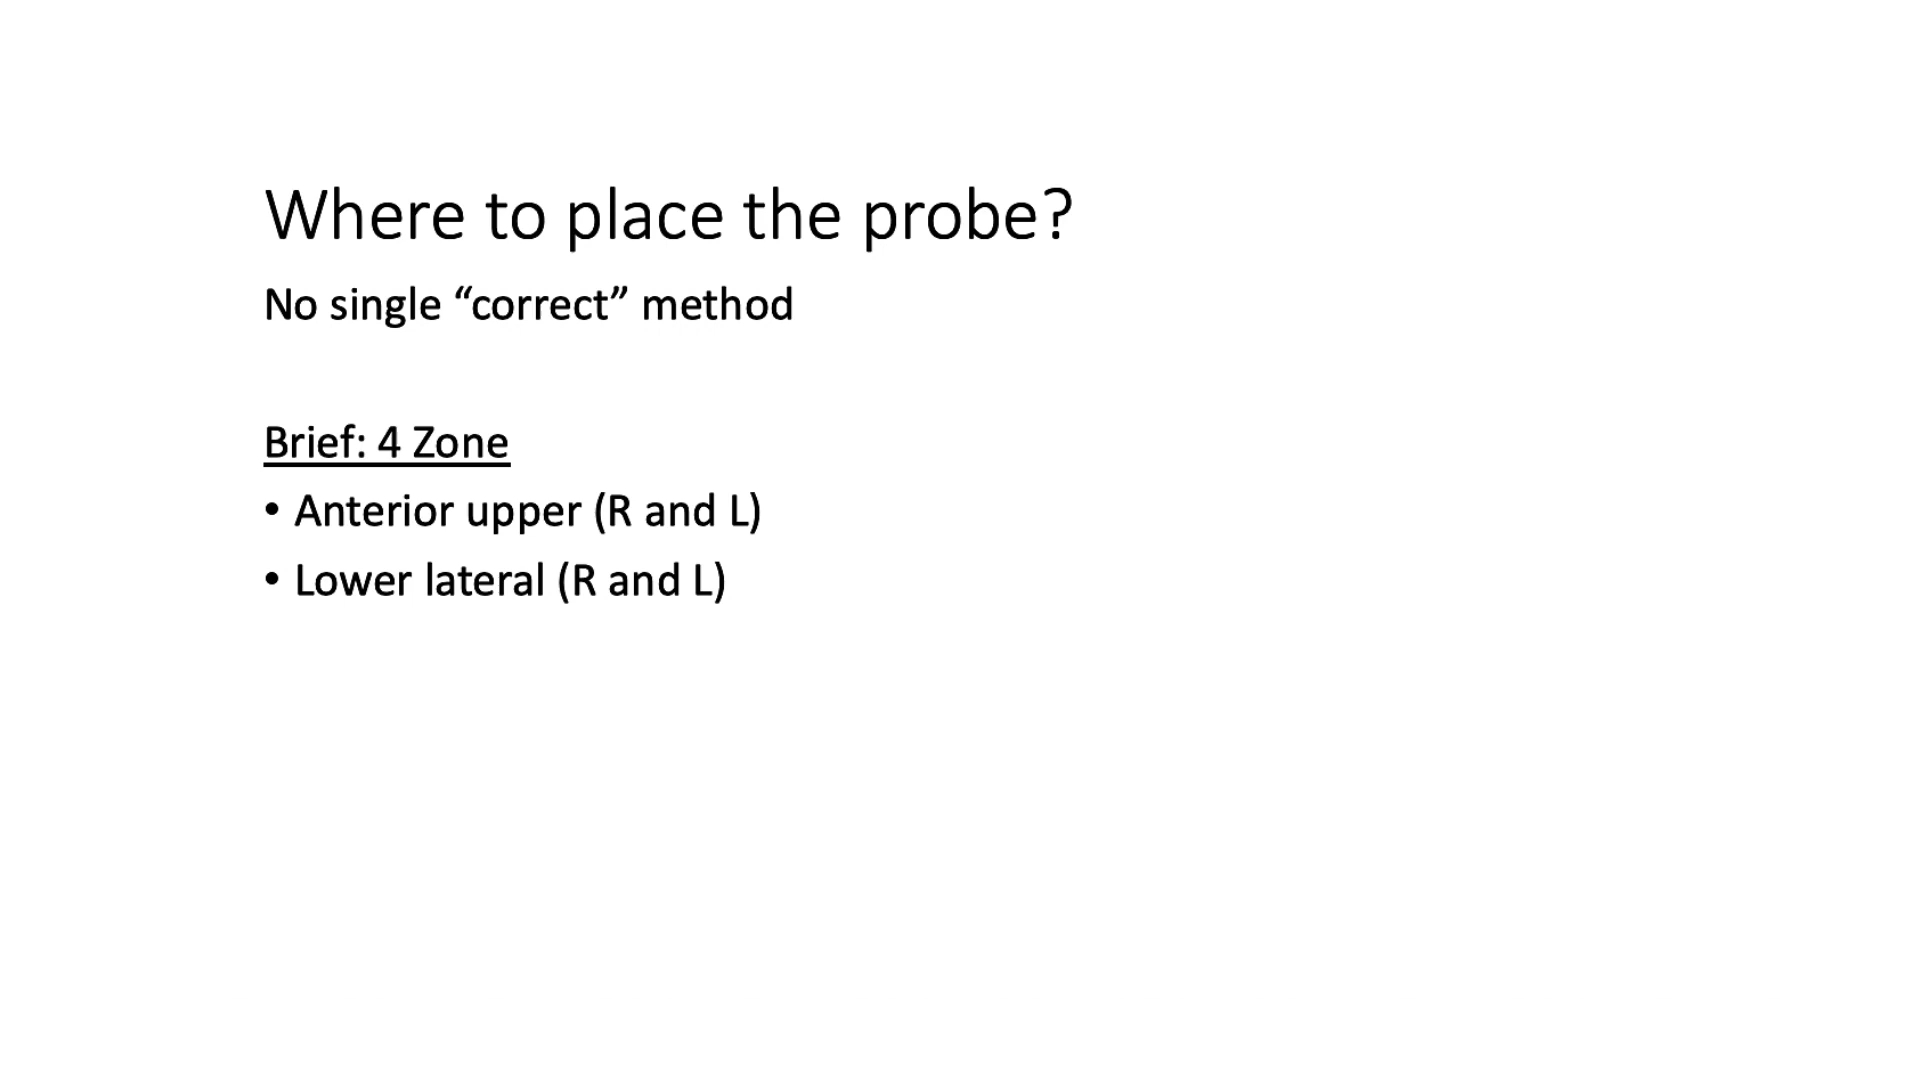 Where to place the probe?
No single “correct” method
Brief: 4 Zone
• Anterior upper (R and L)
• Lower lateral (R and L)